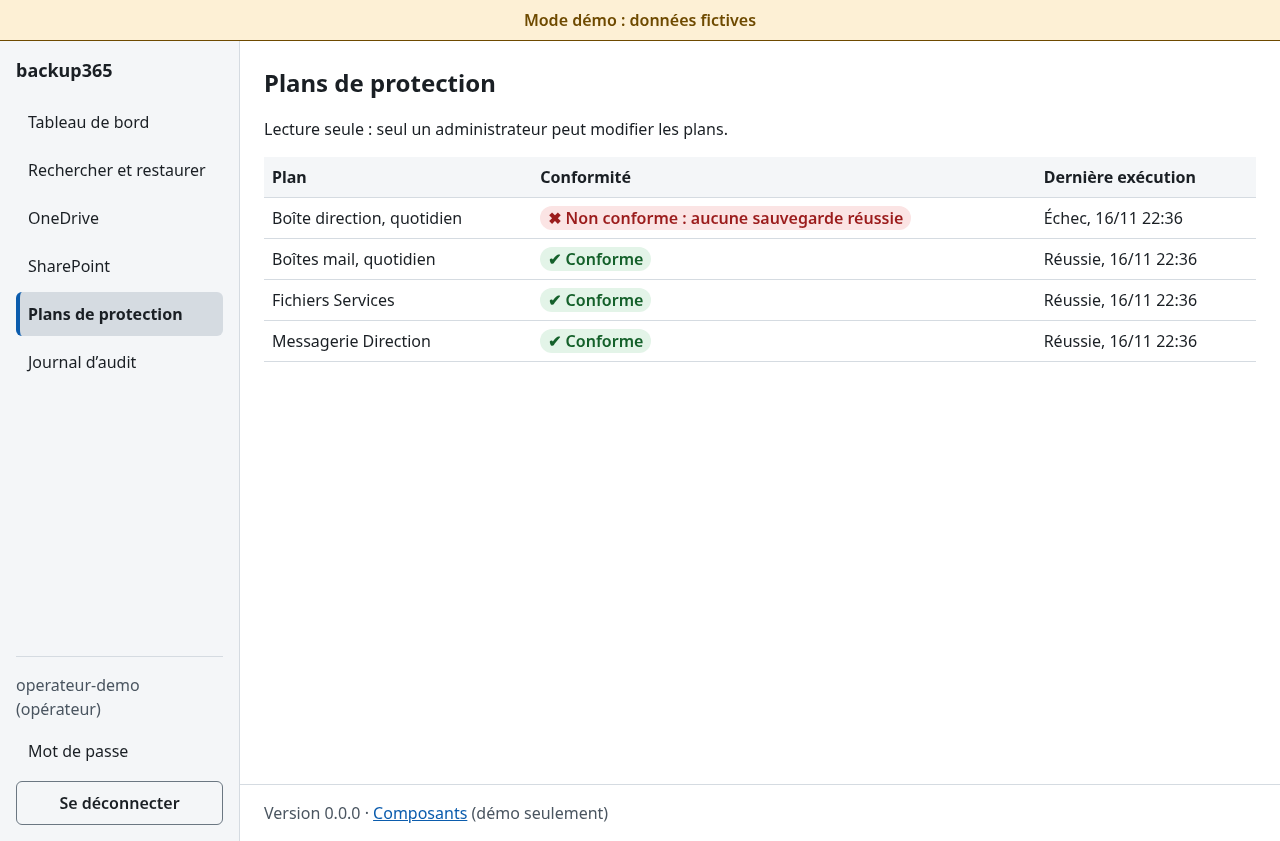 Mode démo : données fictives
backup365
Tableau de bord
Rechercher et restaurer
OneDrive
SharePoint
Plans de protection
Journal d’audit
operateur-demo
(opérateur)
Mot de passe
Se déconnecter
Plans de protection
Lecture seule : seul un administrateur peut modifier les plans.
Plan Conformité Dernière exécution
Boîte direction, quotidien ✖ Non conforme : aucune sauvegarde réussie Échec, 16/11 22:36
Boîtes mail, quotidien ✔ Conforme Réussie, 16/11 22:36
Fichiers Services ✔ Conforme Réussie, 16/11 22:36
Messagerie Direction ✔ Conforme Réussie, 16/11 22:36
Version 0.0.0 · Composants (démo seulement)